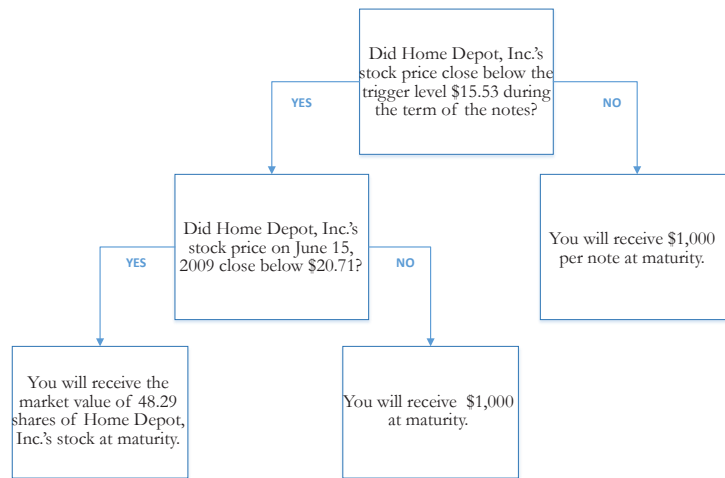 Did Home Depot, Inc.'s
stock price close below the
trigger level $15.53 during
the term of the notes?
YES
NO
Did Home Depot, Inc.'s
stock price on June 15,
2009 close below $20.71?
You will receive $1,000
per note at maturity.
YES
NO
You will receive the
market value of 48.29
shares of Home Depot,
Inc.'s stock at maturity.
You will receive $1,000
at maturity.